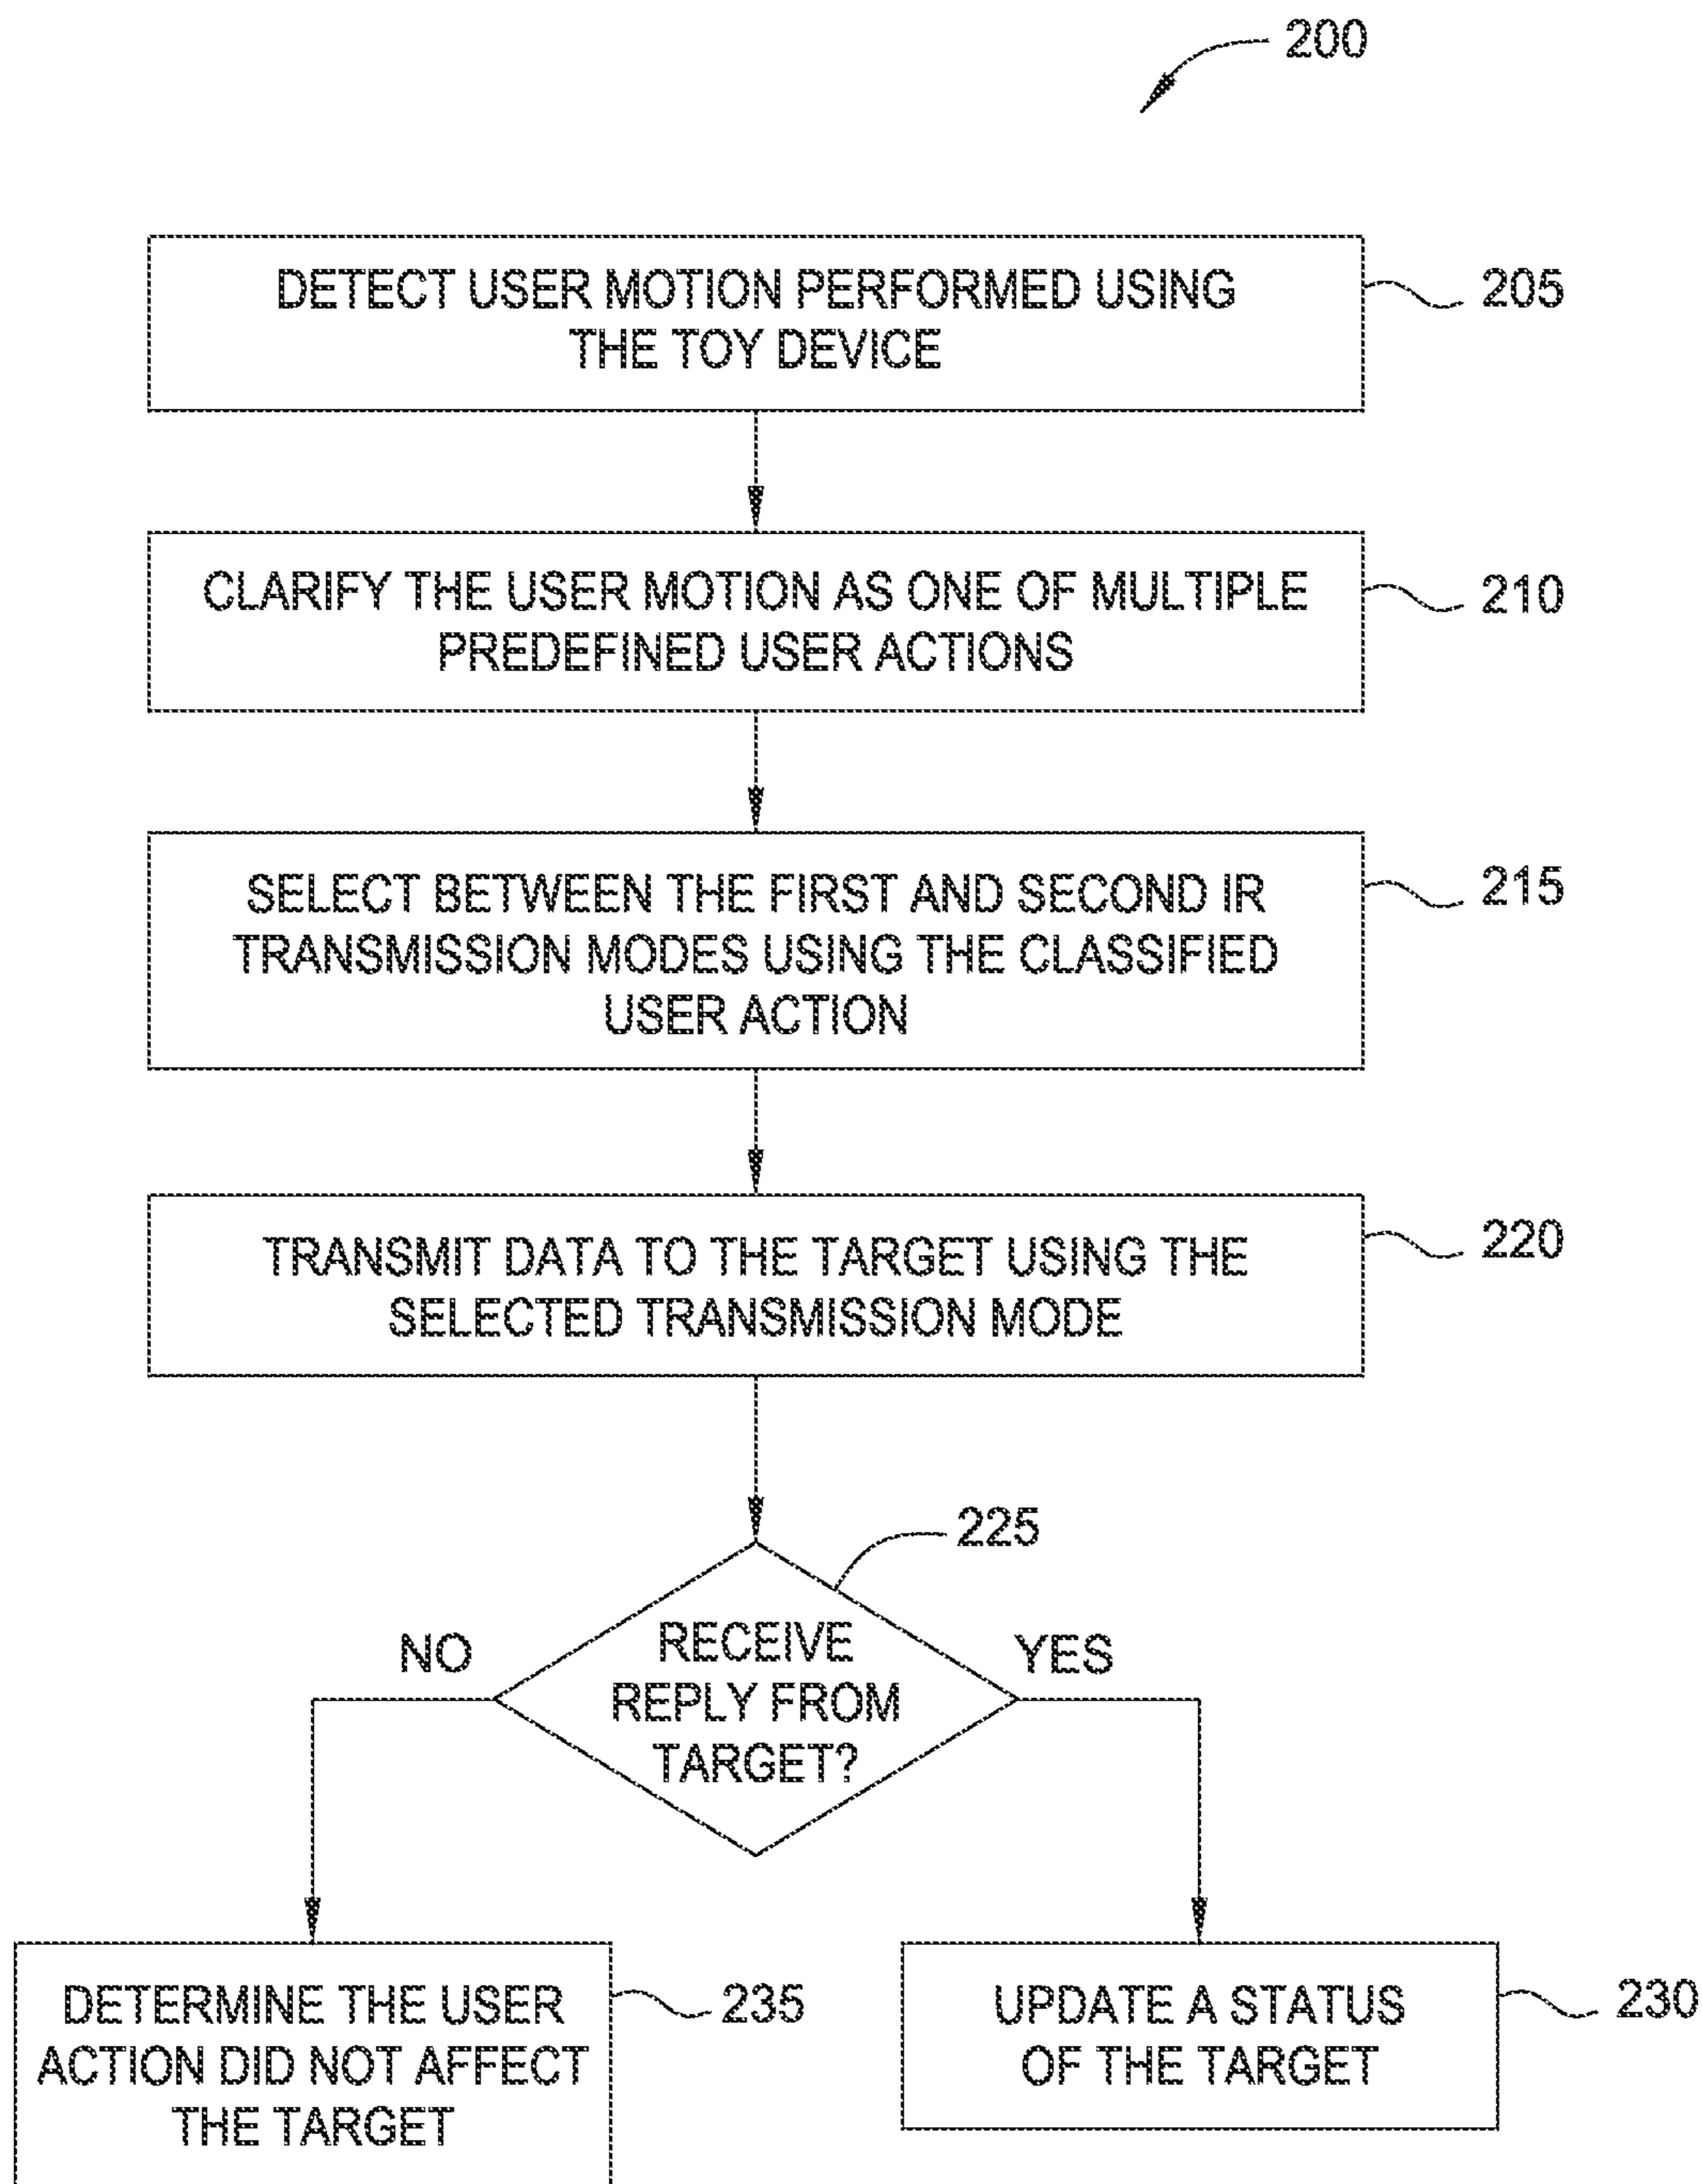 200
DETECT USER MOTION PERFORMED USING
THE TOY DEVICE
205
CLARIFY THE USER MOTION AS ONE OF MULTIPLE
PREDEFINED USER ACTIONS
210
SELECT BETWEEN THE FIRST AND SECOND IR
TRANSMISSION MODES USING THE CLASSIFIED
USER ACTION
215
TRANSMIT DATA TO THE TARGET USING THE
SELECTED TRANSMISSION MODE
220
225
RECEIVE
REPLY FROM
TARGET?
NO
YES
DETERMINE THE USER
ACTION DID NOT AFFECT
THE TARGET
235
UPDATE A STATUS
OF THE TARGET
230